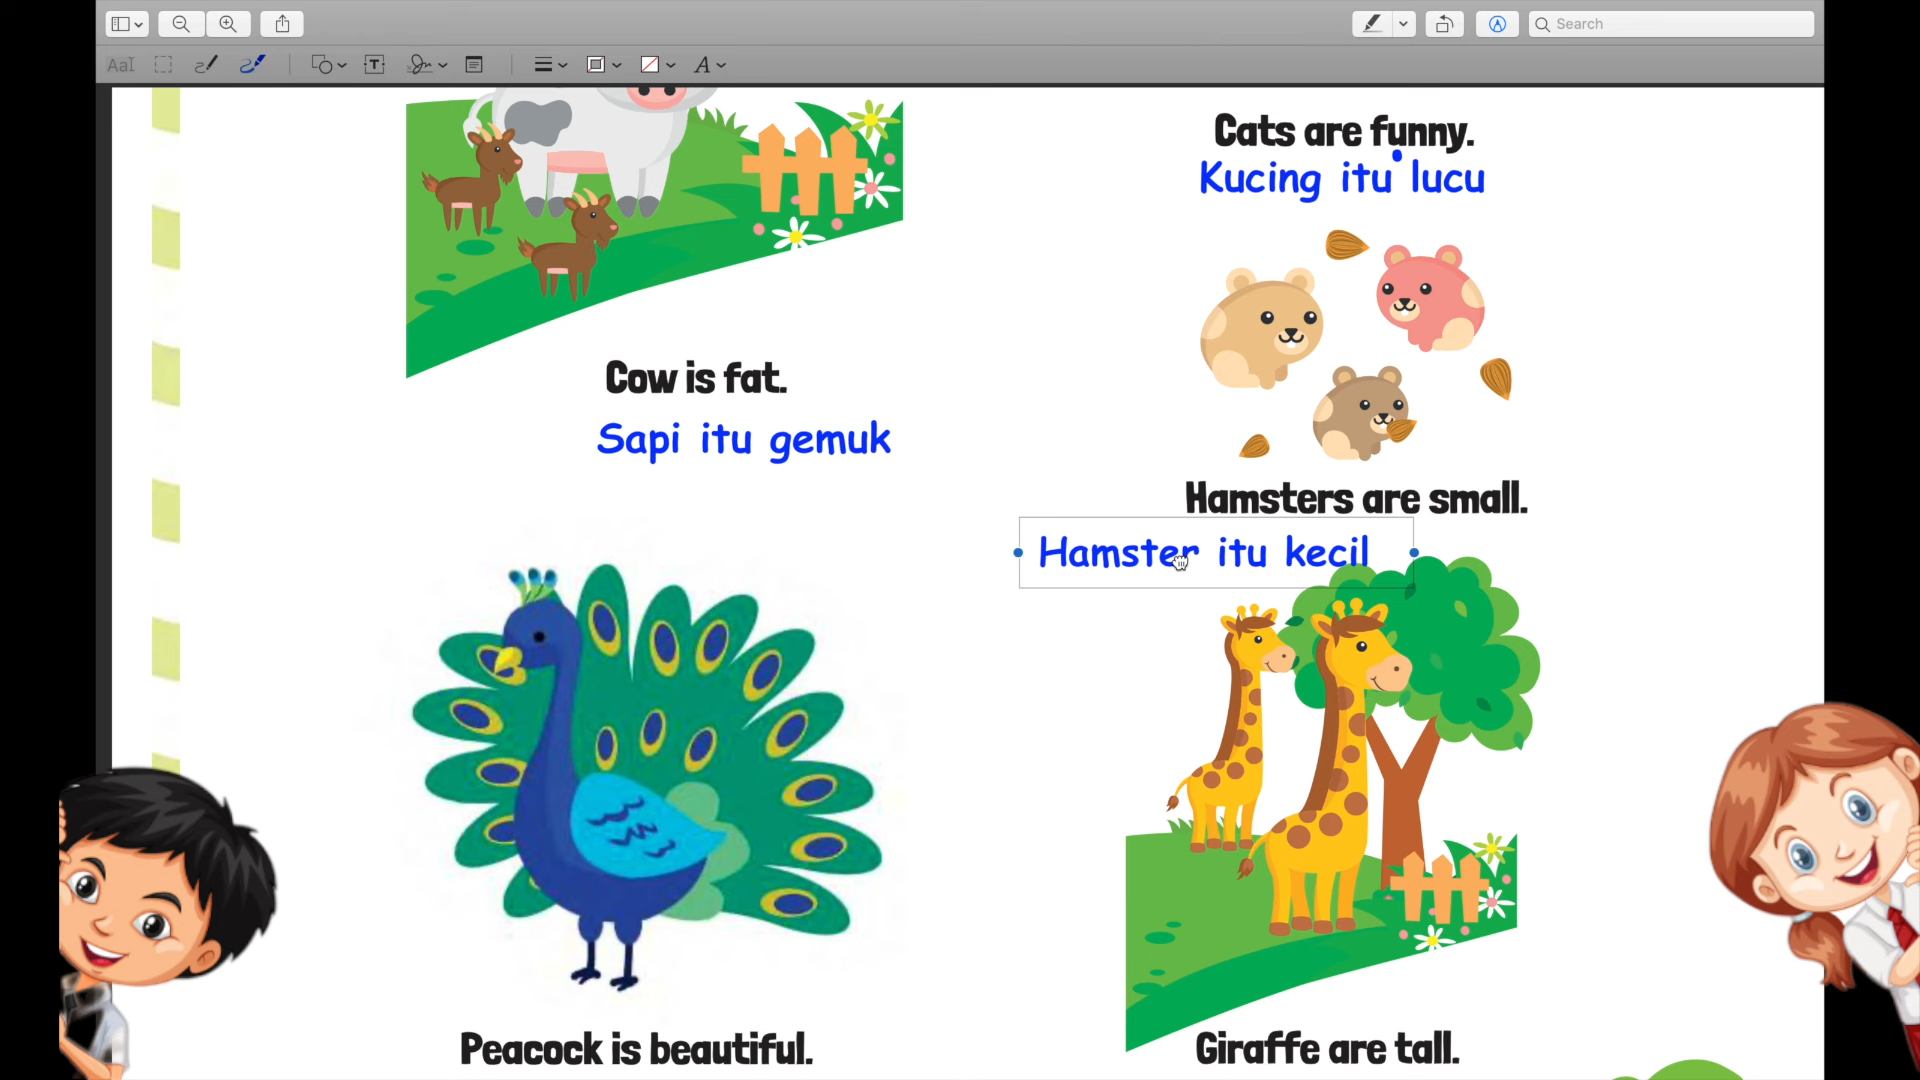 Search
AaI
T
A
Cats are funny.
Kucing itu lucu
Cow is fat.
Sapi itu gemuk
Hamsters are small.
Hamster itu kecil
Peacock is beautiful.
Giraffe are tall.